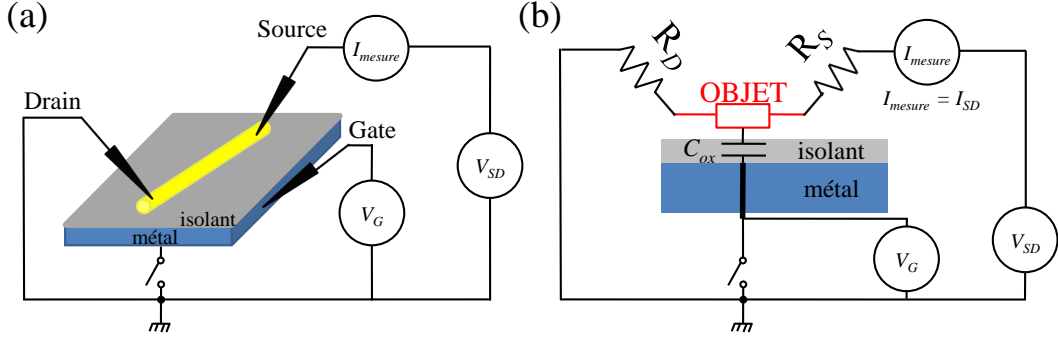 (a)
Source
I_mesure
Drain
Gate
V_SD
V_G
isolant
métal
(b)
R_D
R_S
I_mesure
OBJET
I_mesure = I_SD
C_ox
isolant
métal
V_G
V_SD